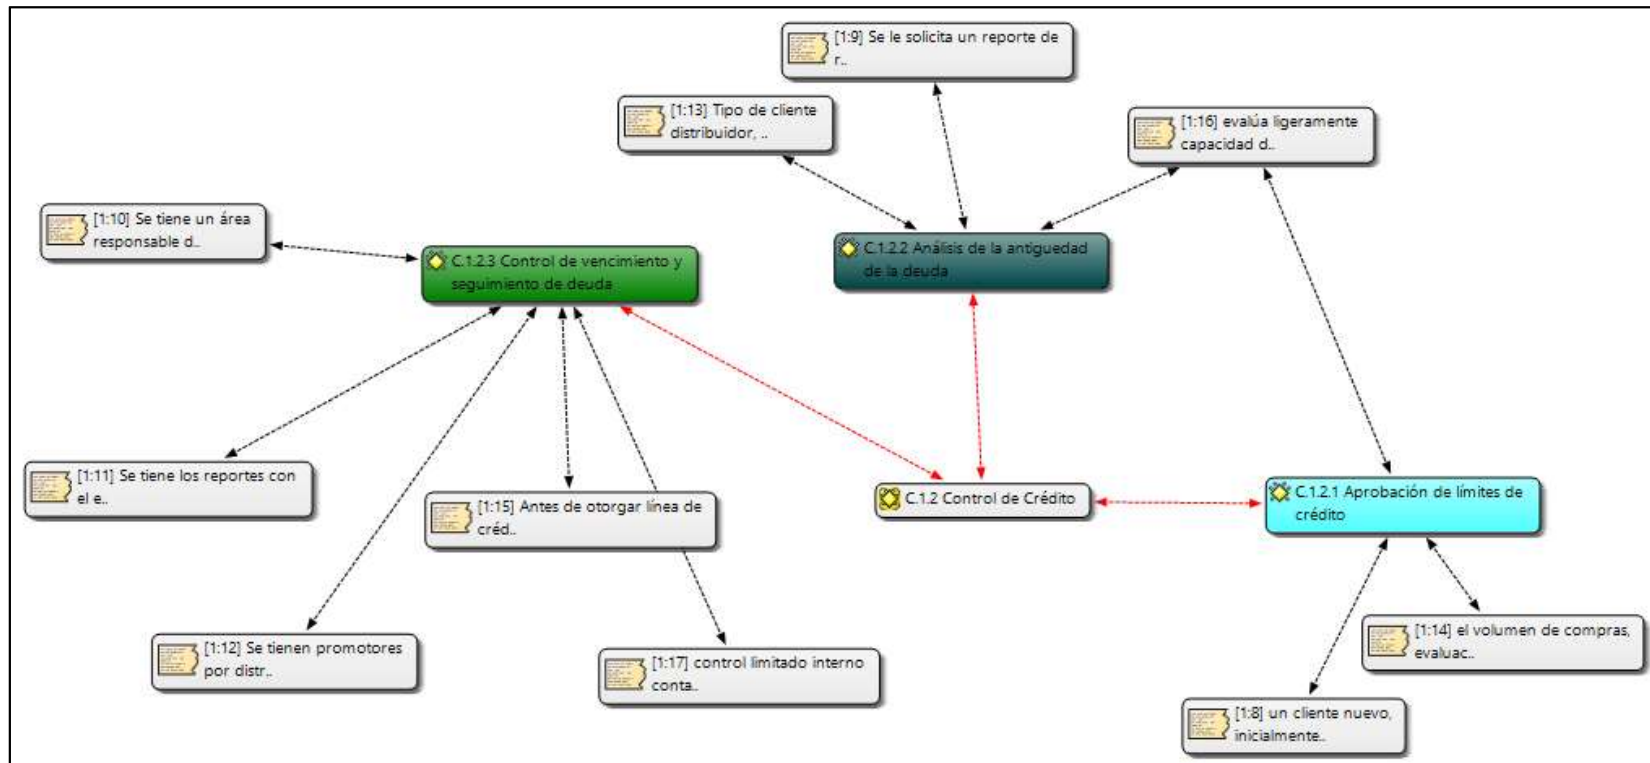 [1:9] Se le solicita un reporte de
r..
[1:13] Tipo de cliente
distribuidor, ..
[1:16] evalúa ligeramente
capacidad d..
[1:10] Se tiene un área
responsable d..
C.1.2.3 Control de vencimiento y
seguimiento de deuda
C.1.2.2 Análisis de la antiguedad
de la deuda
[1:11] Se tiene los reportes con
el e..
[1:15] Antes de otorgar línea de
créd..
C.1.2 Control de Crédito
C.1.2.1 Aprobación de límites de
crédito
[1:12] Se tienen promotores
por distr..
[1:17] control limitado interno
conta..
[1:14] el volumen de compras,
evaluac..
[1:8] un cliente nuevo,
inicialmente..